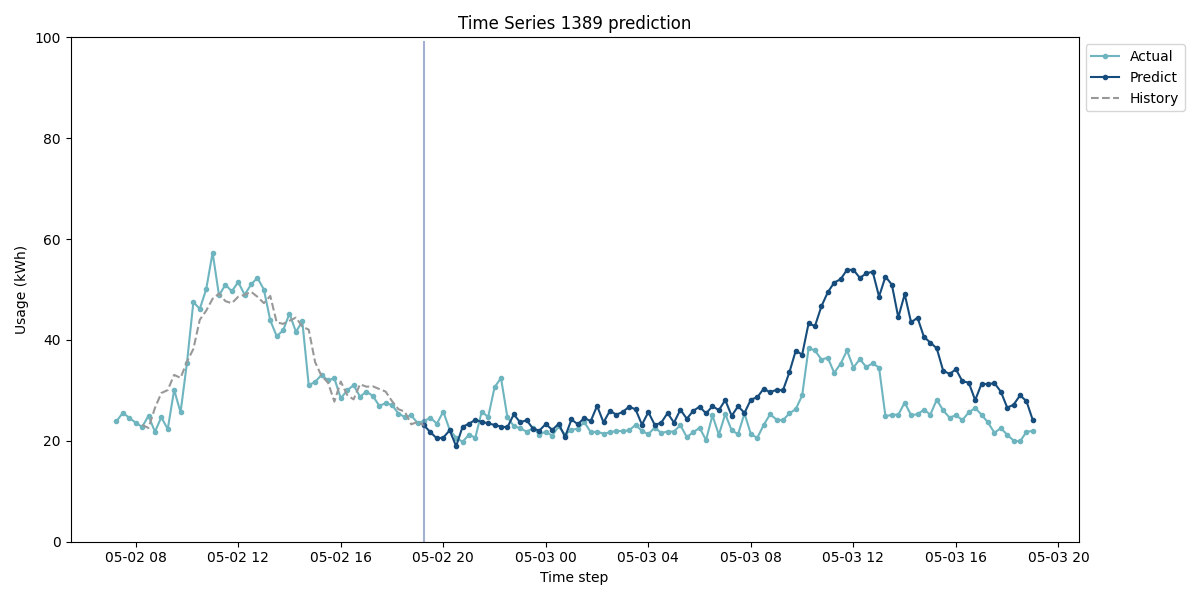 Time Series 1389 prediction
Usage (kWh)
100
80
60
40
20
0
05-02 08
05-02 12
05-02 16
05-02 20
05-03 00
05-03 04
05-03 08
05-03 12
05-03 16
05-03 20
Time step
Actual
Predict
History